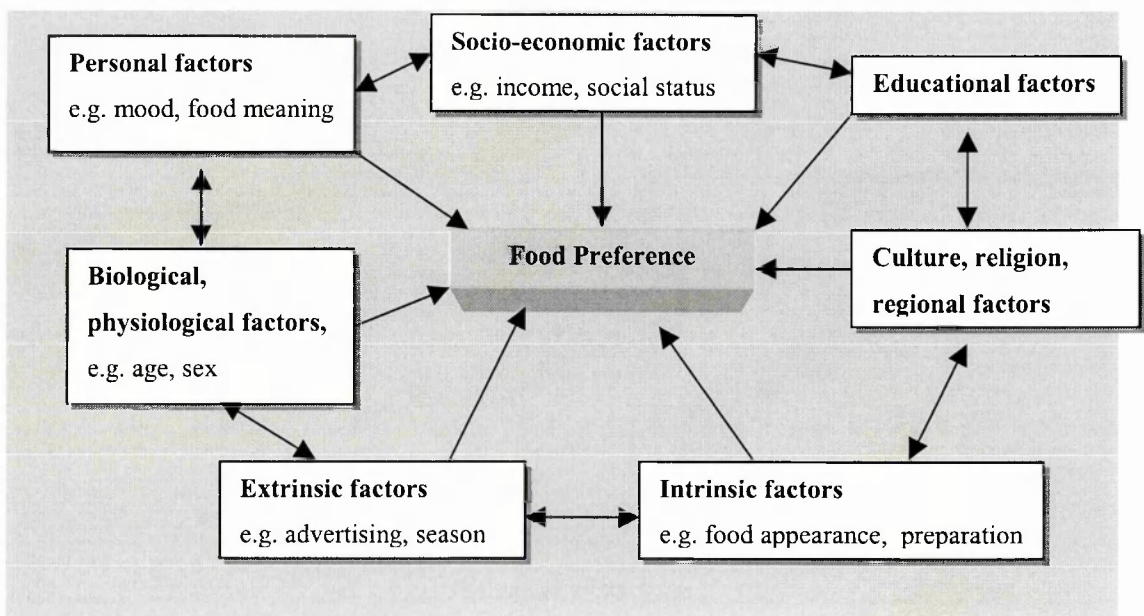 Personal factors
e.g. mood, food meaning
Socio-economic factors
e.g. income, social status
Educational factors
Food Preference
Biological,
physiological factors,
e.g. age, sex
Culture, religion,
regional factors
Extrinsic factors
e.g. advertising, season
Intrinsic factors
e.g. food appearance, preparation